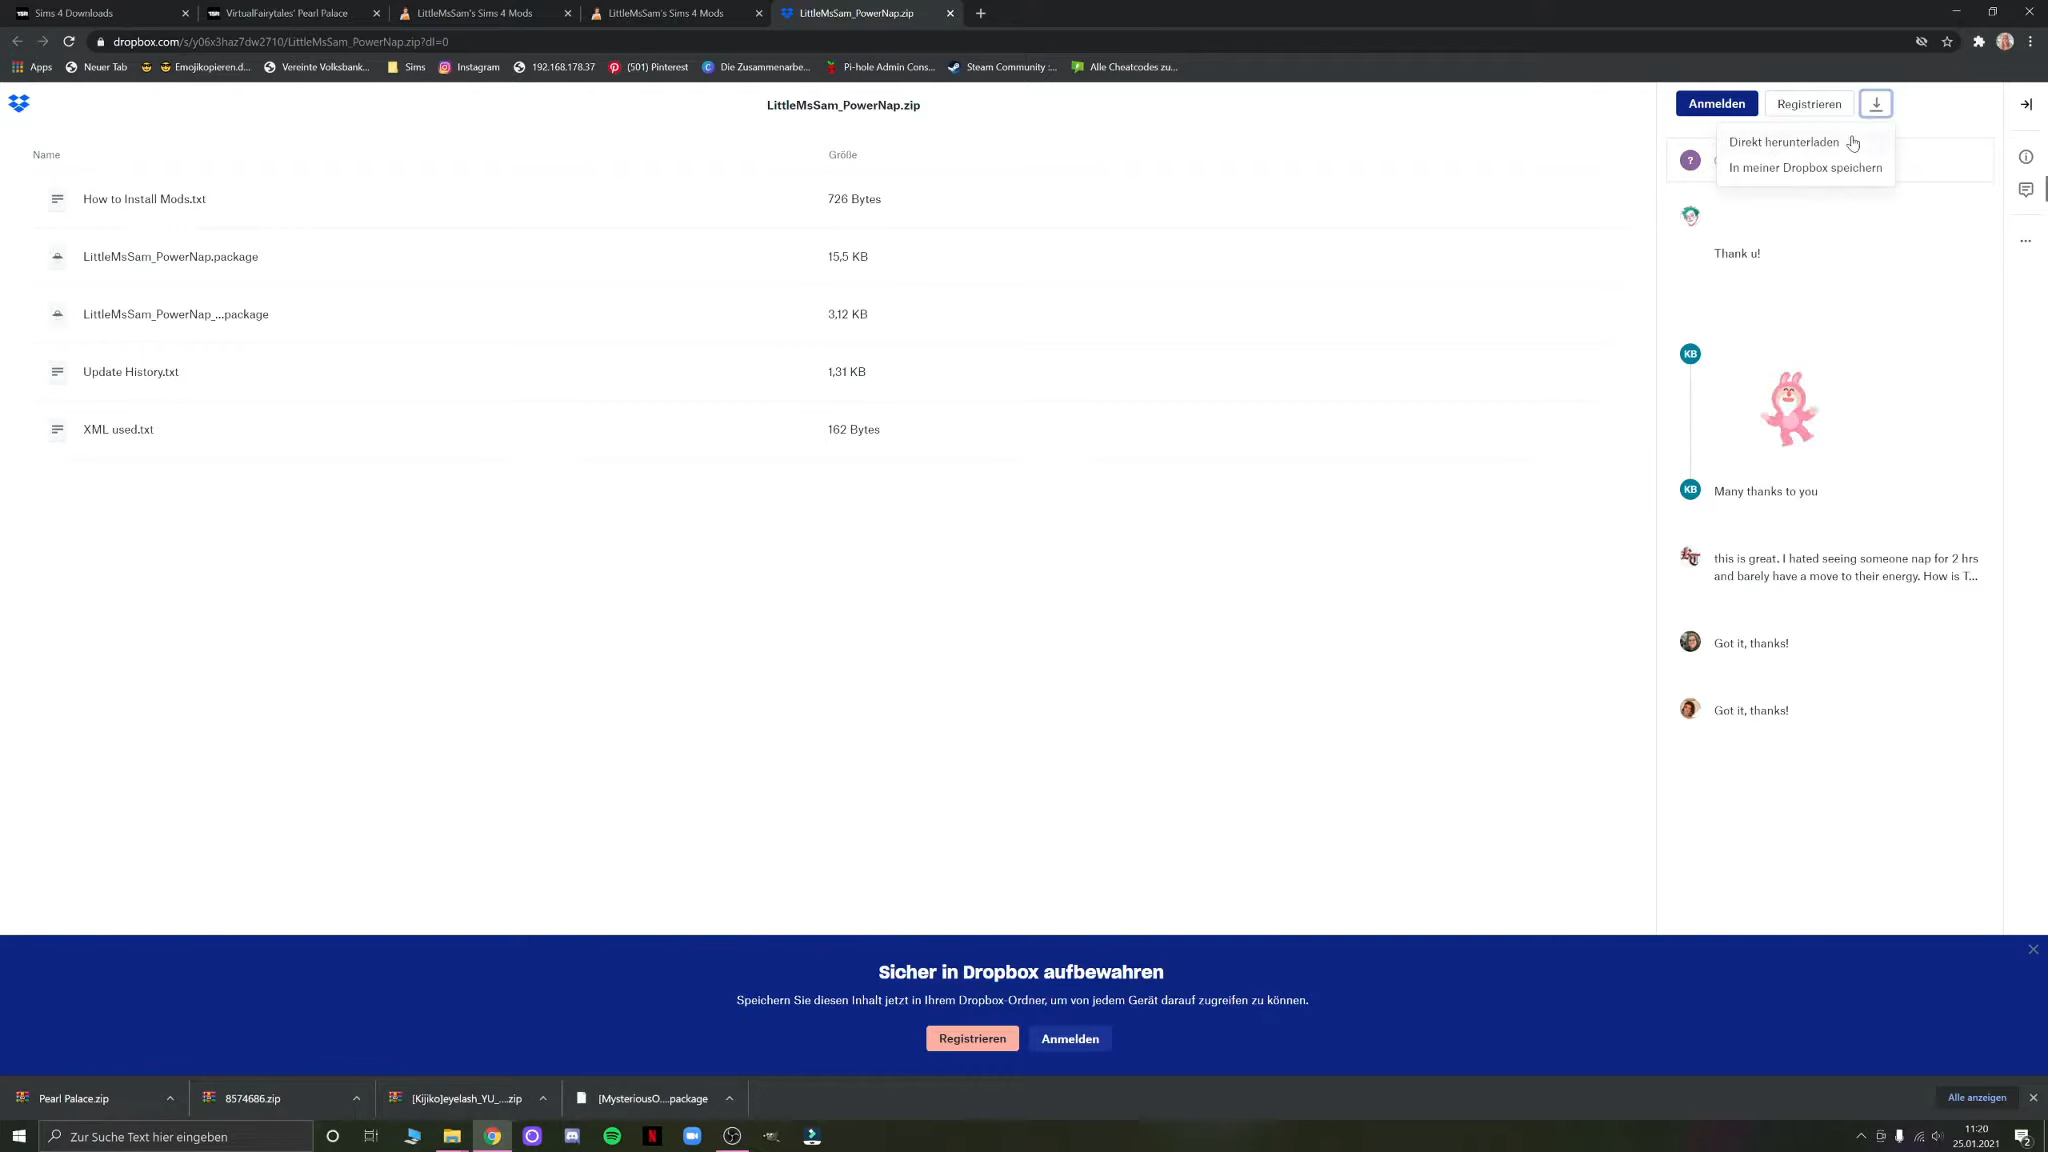 Sims 4 Downloads
VirtualFairytales' Pearl Palace
LittleMsSam's Sims 4 Mods
LittleMsSam's Sims 4 Mods
LittleMsSam_PowerNap.zip
dropbox.com/s/y06x3haz7dw2710/LittleMsSam_PowerNap.zip?dl=0
Apps
Neuer Tab
Emojikopieren.d...
Vereinte Volksbank...
Sims
Instagram
192.168.178.37
(501) Pinterest
Die Zusammenarbe...
Pi-hole Admin Cons...
Steam Community :...
Alle Cheatcodes zu...
LittleMsSam_PowerNap.zip
Anmelden
Registrieren
Direkt herunterladen
In meiner Dropbox speichern
Name
Größe
How to Install Mods.txt
726 Bytes
LittleMsSam_PowerNap.package
15,5 KB
LittleMsSam_PowerNap_...package
3,12 KB
Update History.txt
1,31 KB
XML used.txt
162 Bytes
?
Thank u!
KB
KB
Many thanks to you
this is great. I hated seeing someone nap for 2 hrs
and barely have a move to their energy. How is T...
Got it, thanks!
Got it, thanks!
Sicher in Dropbox aufbewahren
Speichern Sie diesen Inhalt jetzt in Ihrem Dropbox-Ordner, um von jedem Gerät darauf zugreifen zu können.
Registrieren
Anmelden
Pearl Palace.zip
8574686.zip
[Kijiko]eyelash_YU_....zip
[MysteriousO....package
Alle anzeigen
Zur Suche Text hier eingeben
11:20
25.01.2021
2